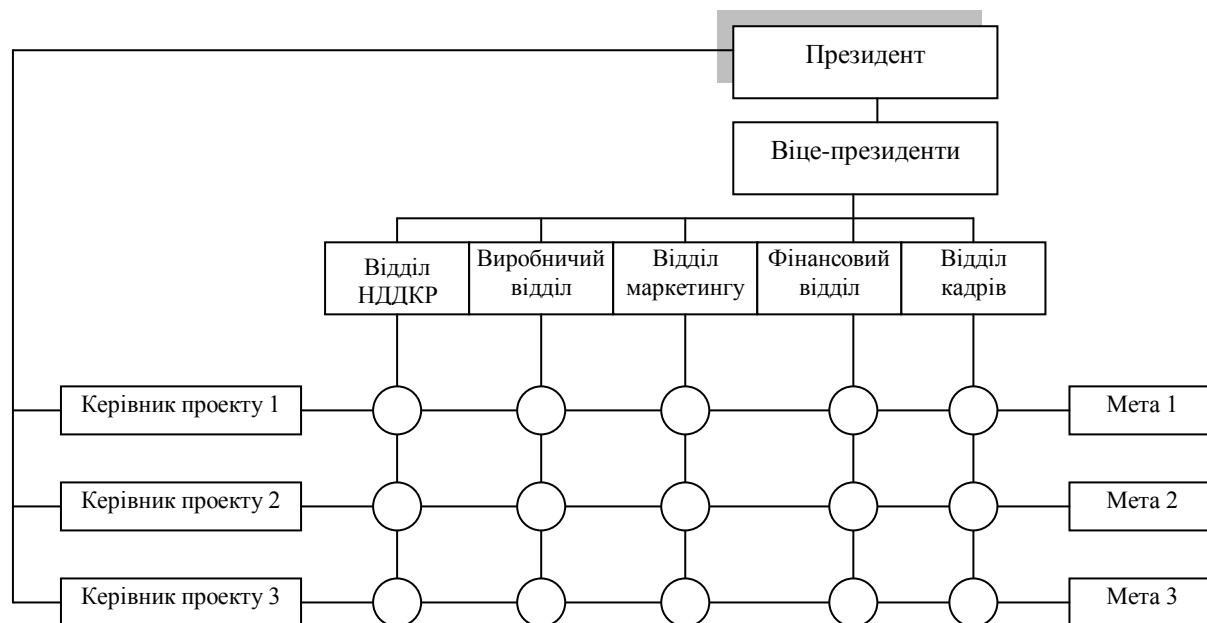 Президент
Віце-президенти
Відділ
НДДКР
Виробничий
відділ
Відділ
маркетингу
Фінансовий
відділ
Відділ
кадрів
Керівник проекту 1
Мета 1
Керівник проекту 2
Мета 2
Керівник проекту 3
Мета 3